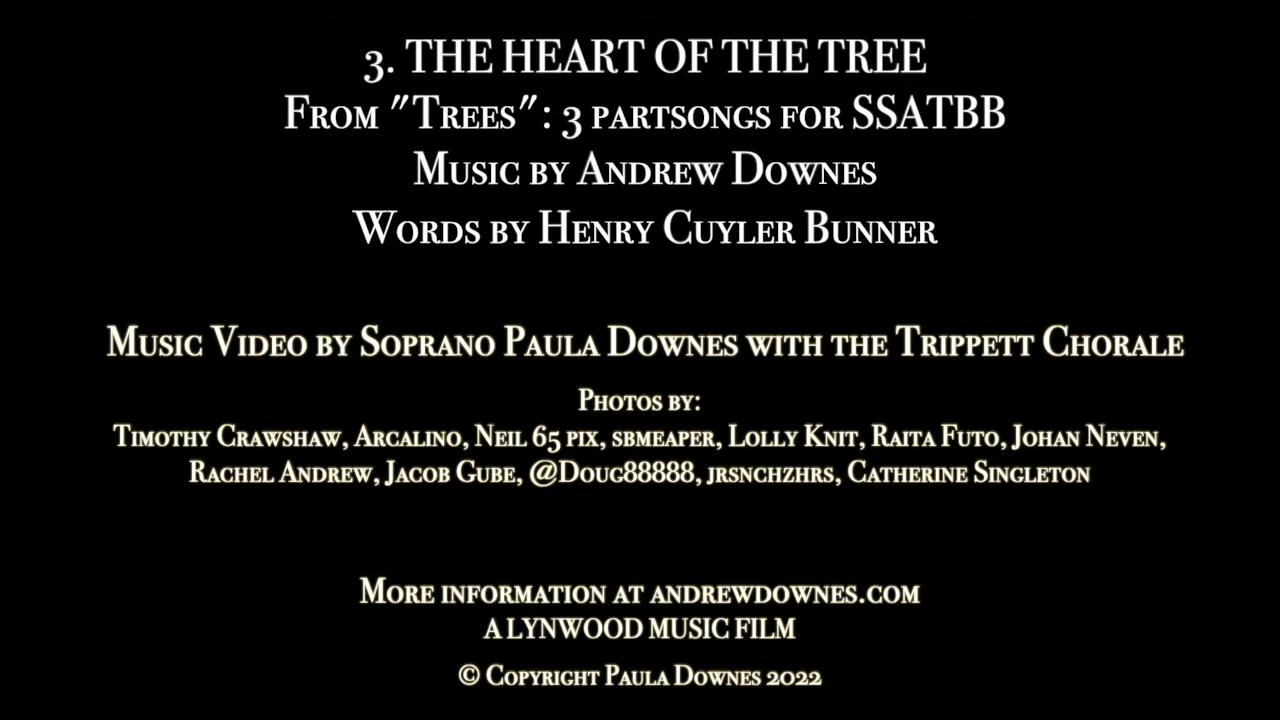 3. THE HEART OF THE TREE
From "Trees": 3 partsongs for SSATBB
Music by Andrew Downes
Words by Henry Cuyler Bunner
Music Video by Soprano Paula Downes with the Trippett Chorale
Photos by:
Timothy Crawshaw, Arcalino, Neil 65 pix, sbmeaper, Lolly Knit, Raita Futo, Johan Neven,
Rachel Andrew, Jacob Gube, @Doug88888, jrsnchzhrs, Catherine Singleton
More information at andrewdownes.com
A LYNWOOD MUSIC FILM
© Copyright Paula Downes 2022